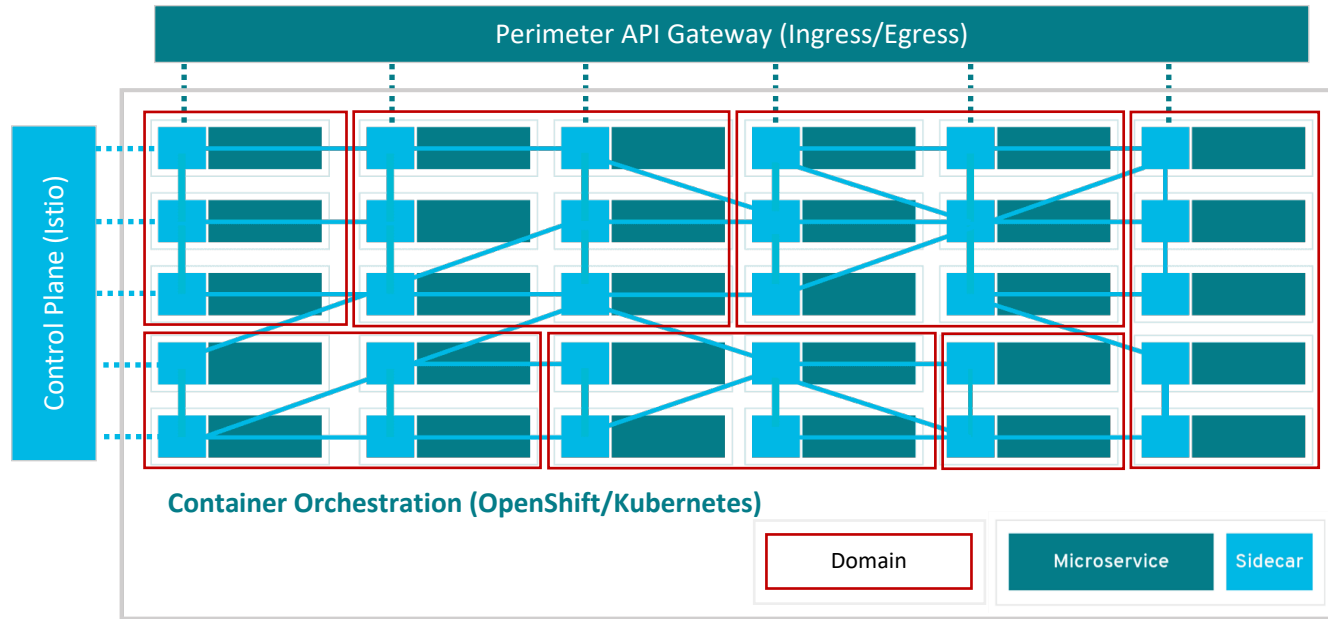 Perimeter API Gateway (Ingress/Egress)
Control Plane (Istio)
Container Orchestration (OpenShift/Kubernetes)
Domain
Microservice
Sidecar